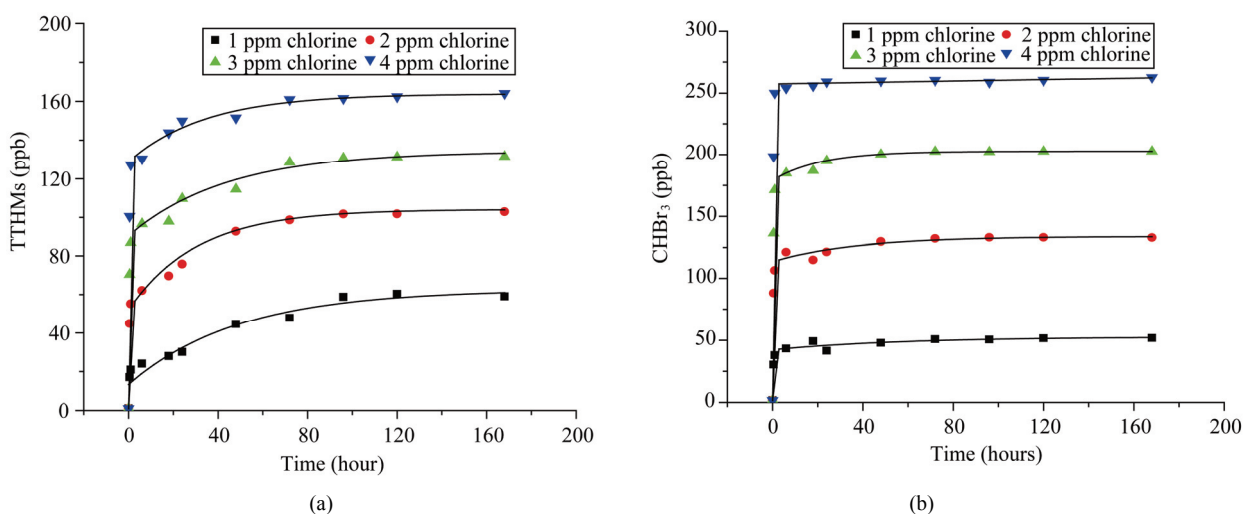 200
160
120
80
40
0
TTHMs (ppb)
1 ppm chlorine 2 ppm chlorine
3 ppm chlorine 4 ppm chlorine
0 40 80 120 160 200
Time (hour)
(a)
300
250
200
150
100
50
0
CHBr₃ (ppb)
1 ppm chlorine 2 ppm chlorine
3 ppm chlorine 4 ppm chlorine
0 40 80 120 160 200
Time (hours)
(b)